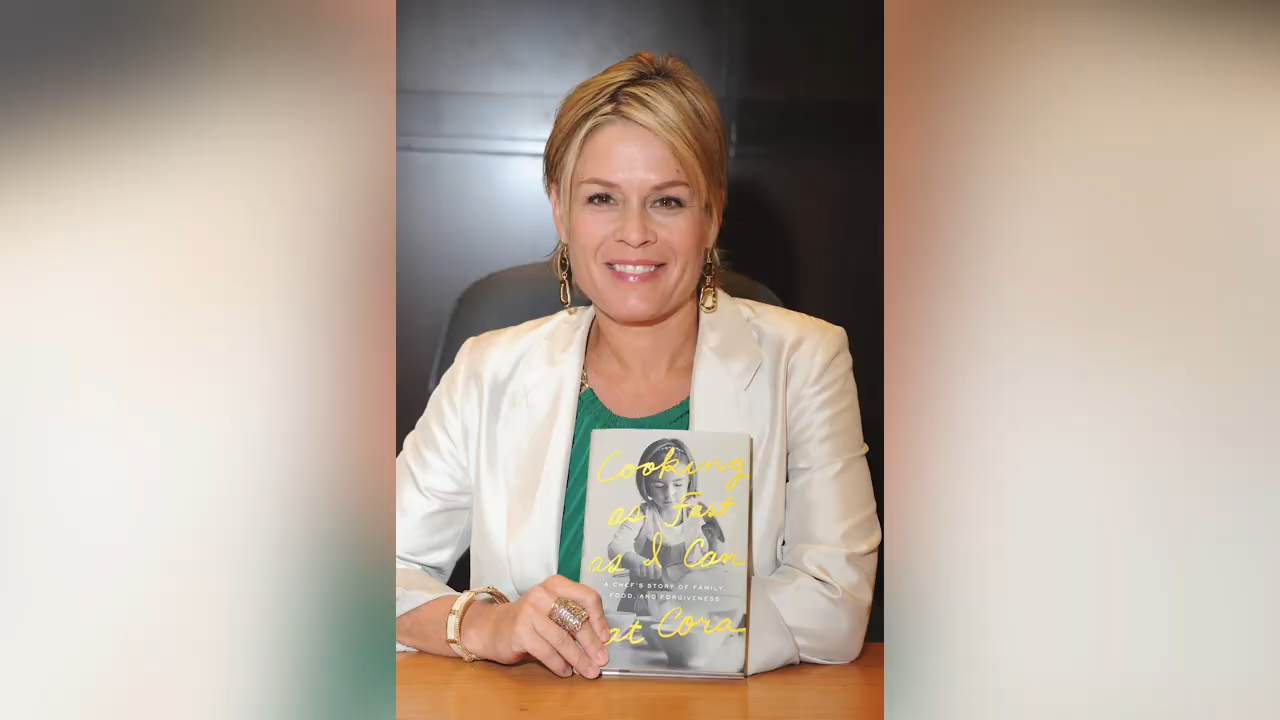 Cooking
as Fast
as I Can
A CHEF'S STORY OF FAMILY,
FOOD, AND FORGIVENESS
at Cora